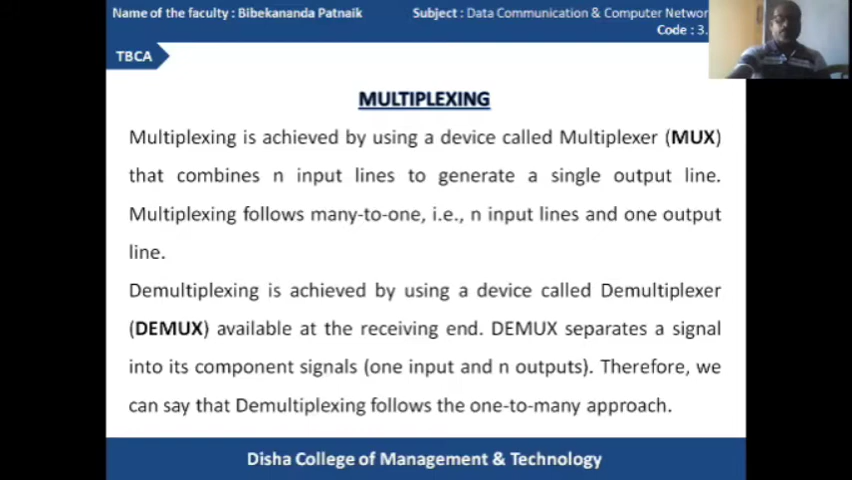 Name of the faculty : Bibekananda Patnaik
Subject : Data Communication & Computer Networ
Code : 3.
TBCA
MULTIPLEXING
Multiplexing is achieved by using a device called Multiplexer (MUX)
that combines n input lines to generate a single output line.
Multiplexing follows many-to-one, i.e., n input lines and one output
line.
Demultiplexing is achieved by using a device called Demultiplexer
(DEMUX) available at the receiving end. DEMUX separates a signal
into its component signals (one input and n outputs). Therefore, we
can say that Demultiplexing follows the one-to-many approach.
Disha College of Management & Technology